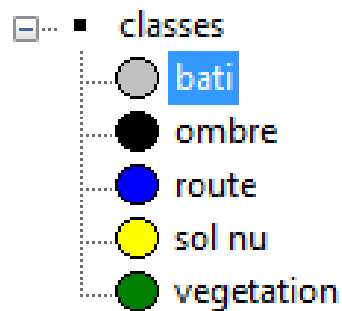 classes
bati
ombre
route
sol nu
vegetation